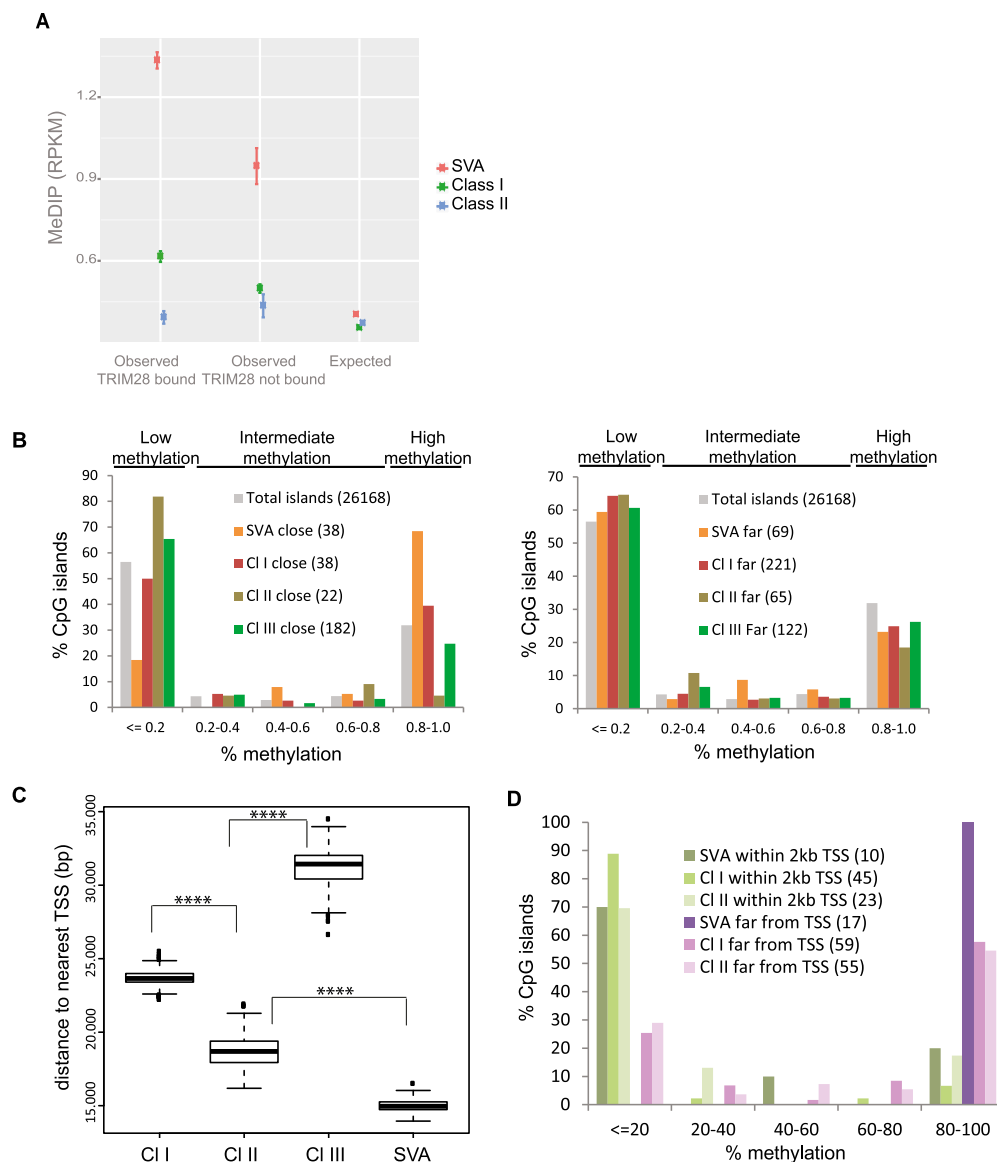 A
MeDIP (RPKM)
1.2
0.9
0.6
SVA
Class I
Class II
Observed
TRIM28 bound
Observed
TRIM28 not bound
Expected
B
Low
methylation
Intermediate
methylation
High
methylation
% CpG islands
90
80
70
60
50
40
30
20
10
0
Total islands (26168)
SVA close (38)
Cl I close (38)
Cl II close (22)
Cl III close (182)
<= 0.2
0.2-0.4
0.4-0.6
0.6-0.8
0.8-1.0
% methylation
Low
methylation
Intermediate
methylation
High
methylation
% CpG islands
70
60
50
40
30
20
10
0
Total islands (26168)
SVA far (69)
Cl I far (221)
Cl II far (65)
Cl III Far (122)
<= 0.2
0.2-0.4
0.4-0.6
0.6-0.8
0.8-1.0
% methylation
C
distance to nearest TSS (bp)
35,000
30,000
25,000
20,000
15,000
****
****
****
Cl I
Cl II
Cl III
SVA
D
% CpG islands
100
90
80
70
60
50
40
30
20
10
0
SVA within 2kb TSS (10)
Cl I within 2kb TSS (45)
Cl II within 2kb TSS (23)
SVA far from TSS (17)
Cl I far from TSS (59)
Cl II far from TSS (55)
<=20
20-40
40-60
60-80
80-100
% methylation